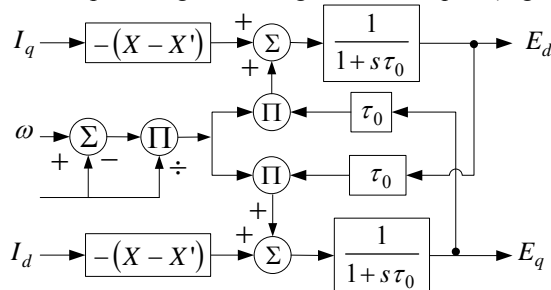 I_q -(X - X') + + Σ 1 / (1 + sτ_0) E_d
Π τ_0
ω + Σ − Π ÷
Π τ_0
+
I_d -(X - X') + Σ 1 / (1 + sτ_0) E_q